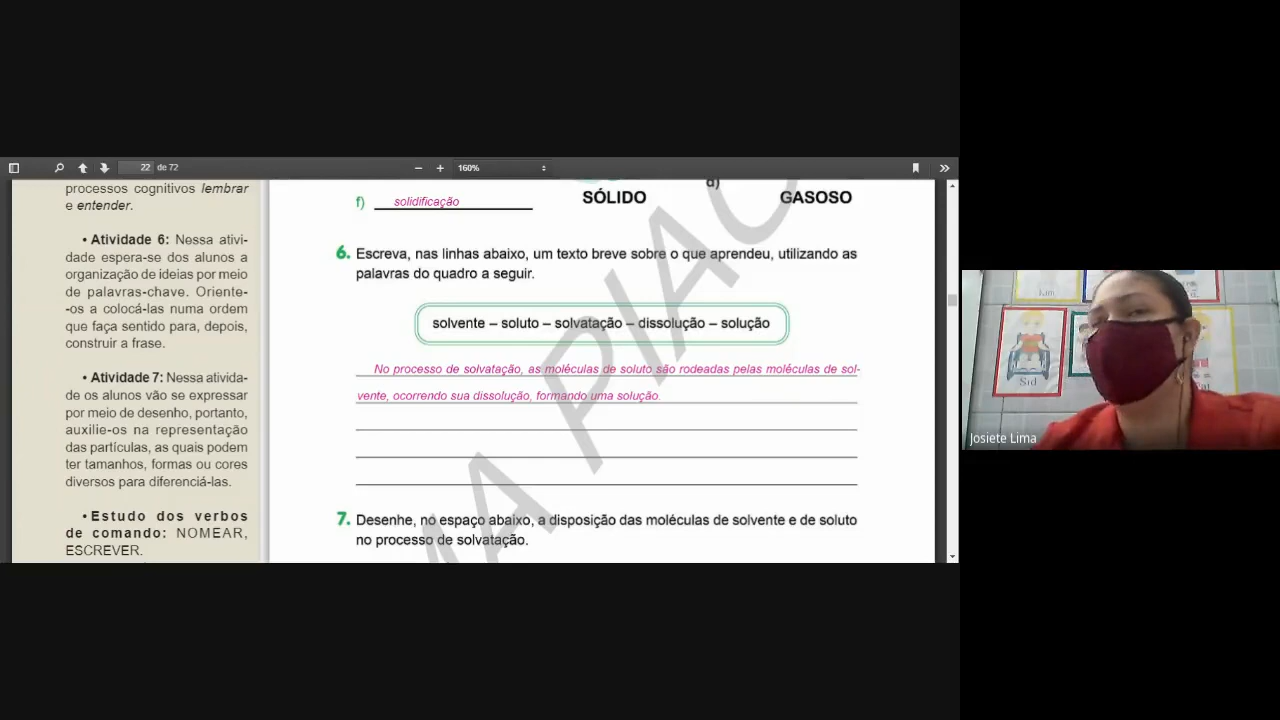 22 de 72
160%
processos cognitivos lembrar
e entender.
• Atividade 6: Nessa ativi-
dade espera-se dos alunos a
organização de ideias por meio
de palavras-chave. Oriente-
-os a colocá-las numa ordem
que faça sentido para, depois,
construir a frase.
• Atividade 7: Nessa ativida-
de os alunos vão se expressar
por meio de desenho, portanto,
auxilie-os na representação
das partículas, as quais podem
ter tamanhos, formas ou cores
diversos para diferenciá-las.
• Estudo dos verbos
de comando: NOMEAR,
ESCREVER.
f) solidificação
SÓLIDO
d)
GASOSO
6. Escreva, nas linhas abaixo, um texto breve sobre o que aprendeu, utilizando as
palavras do quadro a seguir.
solvente – soluto – solvatação – dissolução – solução
No processo de solvatação, as moléculas de soluto são rodeadas pelas moléculas de sol-
vente, ocorrendo sua dissolução, formando uma solução.
7. Desenhe, no espaço abaixo, a disposição das moléculas de solvente e de soluto
no processo de solvatação.
MA PIAC
Kim
Sid
Josiete Lima